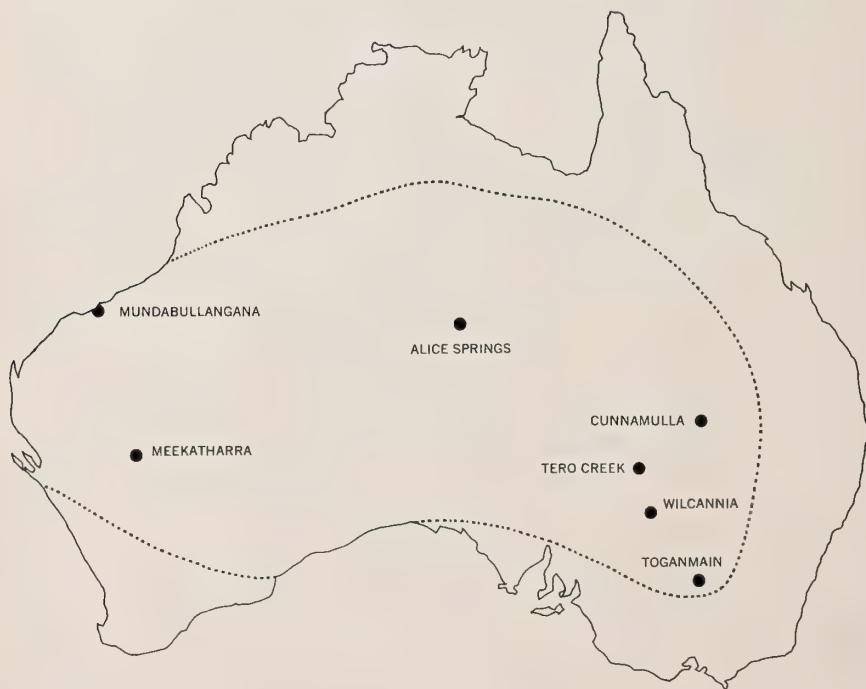 MUNDABULLANGANA
ALICE SPRINGS
CUNNAMULLA
MEEKATHARRA
TERO CREEK
WILCANNIA
TOGANMAIN